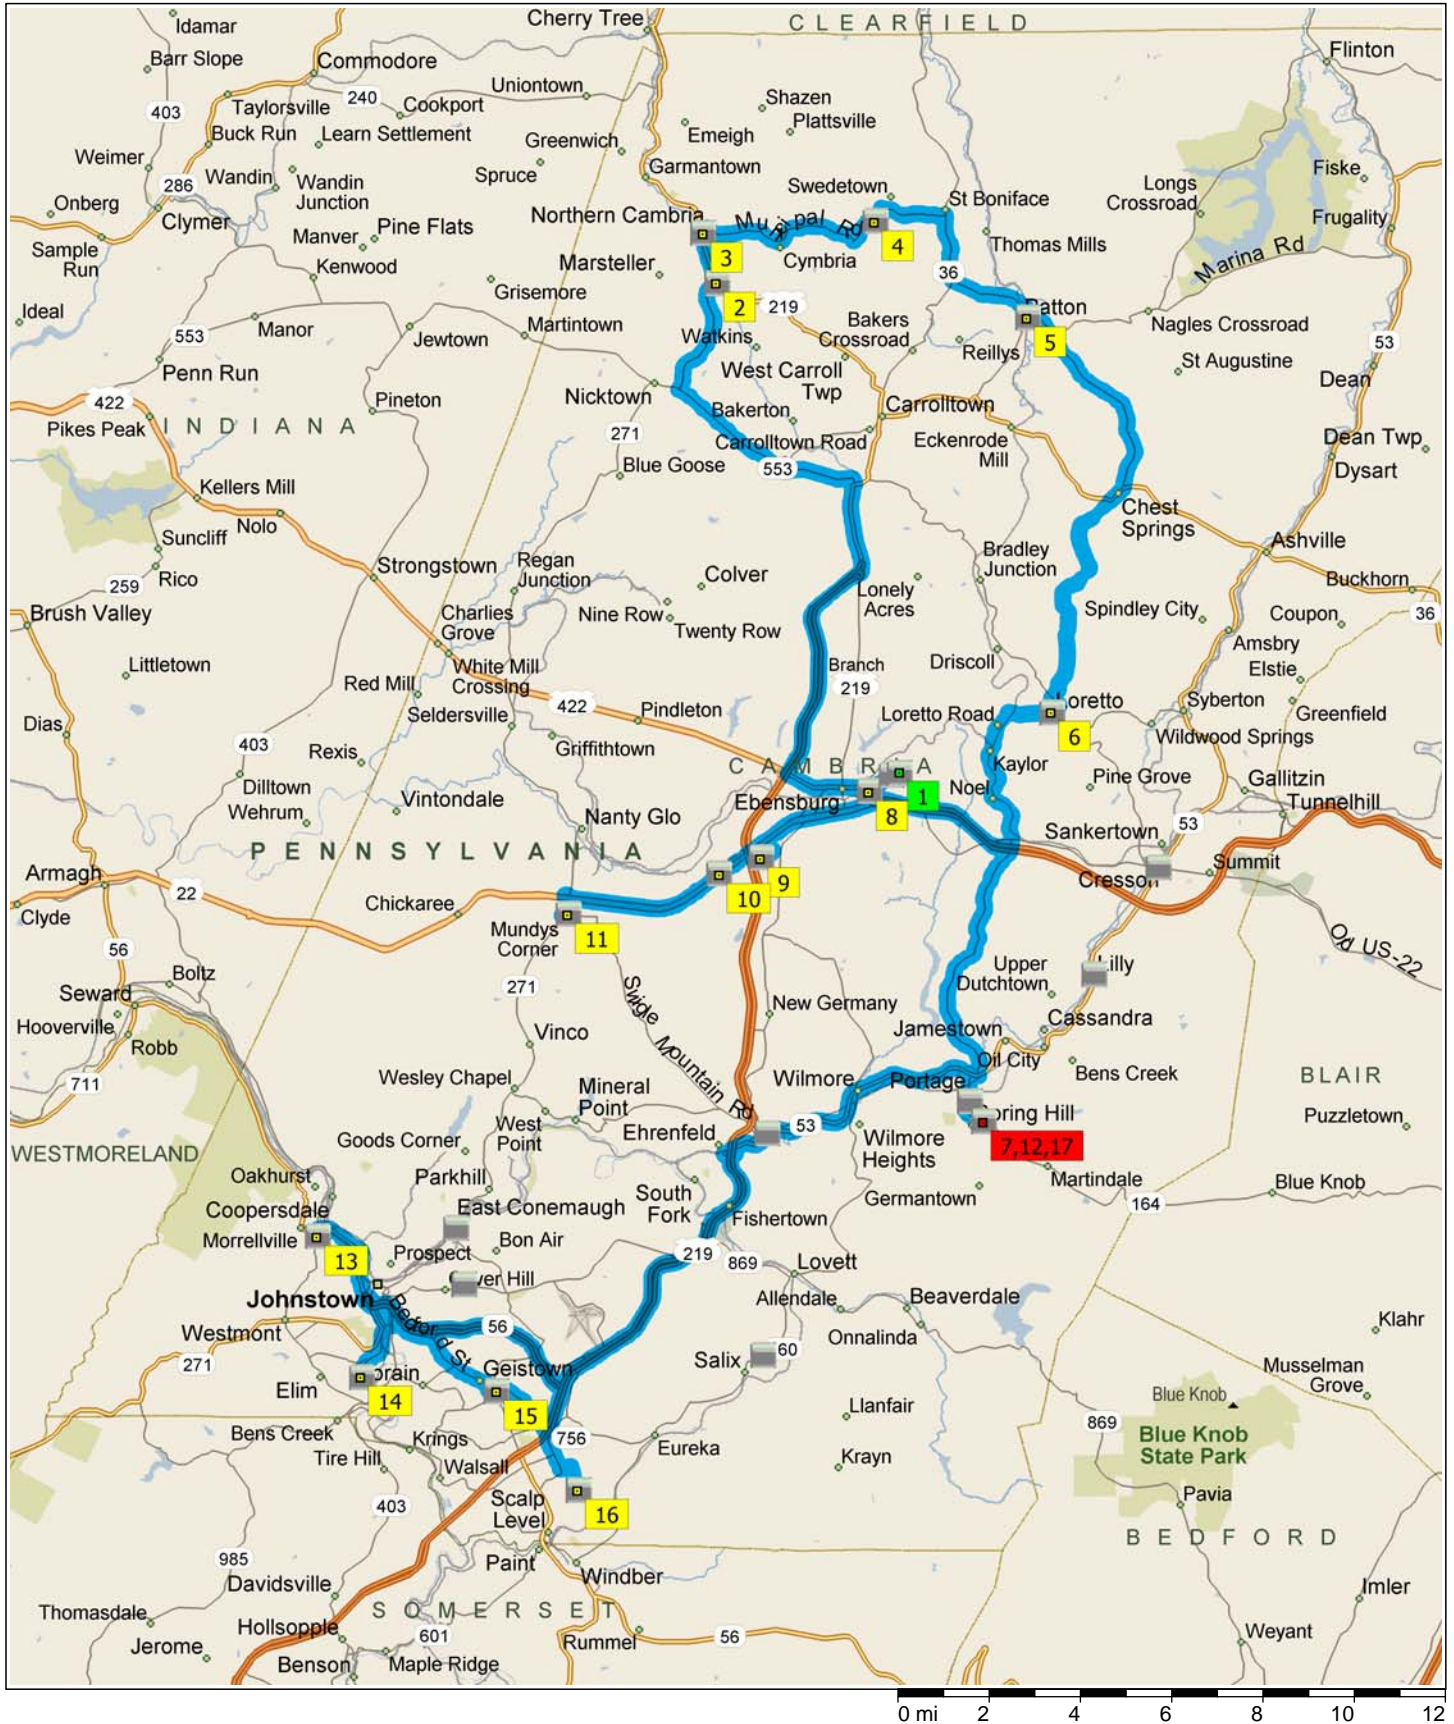 Cherry Tree
CLEARFIELD
Idamar
Flinton
Barr Slope
Commodore
Uniontown
240
Shazen
403
Taylorsville
Cookport
Plattsville
Buck Run
Learn Settlement
Greenwich
Emeigh
Weimer
Garmantown
Fiske
286
Wandin
Wandin
Junction
Spruce
Swedetown
St Boniface
Longs
Crossroad
Onberg
Clymer
Northern Cambria
Municipal Rd
Frugality
Pine Flats
Manver
4
Thomas Mills
Sample
Run
3
Cymbria
Marina Rd
Kenwood
Marsteller
36
Grisemore
2
219
Patton
Ideal
Manor
Jewtown
Martintown
Watkins
Bakers
Crossroad
5
Nagles Crossroad
553
Reillys
53
Penn Run
West Carroll
Twp
St Augustine
Dean
Nicktown
422
Pineton
Bakerton
Carrolltown
Pikes Peak
INDIANA
271
Carrolltown Road
Eckenrode
Mill
Dean Twp
Blue Goose
553
Dysart
Kellers Mill
Chest
Springs
Nolo
Suncliff
Ashville
Strongstown
Regan
Junction
Colver
Bradley
Junction
Rico
Lonely
Acres
Buckhorn
259
Brush Valley
Charlies
Grove
Nine Row
Twenty Row
Spindley City
Coupon
36
Amsbry
Littletown
White Mill
Crossing
Branch
Driscoll
Elstie
Red Mill
219
Loretto
Syberton
Seldersville
422
Pindleton
Loretto Road
Greenfield
Dias
6
Wildwood Springs
403
Rexis
Griffithtown
CAMBRIA
Kaylor
Dilltown
Pine Grove
Gallitzin
Wehrum
Vintondale
Ebensburg
1
Noel
Tunnelhill
Nanty Glo
8
Sankertown
53
PENNSYLVANIA
Summit
Armagh
9
Cresson
22
10
Clyde
Chickaree
Mundys
Corner
11
Old US-22
56
Upper
Dutchtown
Lilly
Boltz
271
Swige Mountain Rd
New Germany
Seward
Cassandra
Hooverville
Jamestown
Robb
Vinco
Oil City
Bens Creek
711
Wesley Chapel
Mineral
Point
Wilmore
Portage
BLAIR
53
Spring Hill
Puzzletown
West
Point
Ehrenfeld
WESTMORELAND
Goods Corner
Wilmore
Heights
7,12,17
Oakhurst
Parkhill
Martindale
Blue Knob
Coopersdale
East Conemaugh
South
Fork
Germantown
164
Morrellville
Fishertown
13
Prospect
Bon Air
219
869
Lovett
Johnstown
Bedford St
Allendale
Beaverdale
Westmont
56
Onnalinda
Klahr
271
Geistown
Salix
160
Musselman
Grove
Elim
Lorain
14
Blue Knob
15
Llanfair
Bens Creek
869
Blue Knob
State Park
Krings
756
Tire Hill
Eureka
Walsall
Krayn
403
Scalp
Level
16
Pavia
BEDFORD
985
Paint
Windber
Davidsville
Imler
Thomasdale
SOMERSET
Hollsopple
Jerome
601
Rummel
56
Weyant
Benson
Maple Ridge
0 mi 2 4 6 8 10 12